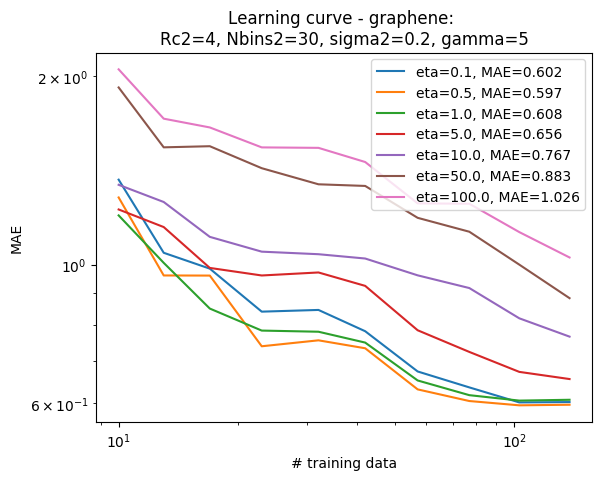 Learning curve - graphene:
Rc2=4, Nbins2=30, sigma2=0.2, gamma=5
MAE
2 × 10⁰
10⁰
6 × 10⁻¹
eta=0.1, MAE=0.602
eta=0.5, MAE=0.597
eta=1.0, MAE=0.608
eta=5.0, MAE=0.656
eta=10.0, MAE=0.767
eta=50.0, MAE=0.883
eta=100.0, MAE=1.026
10¹
10²
# training data